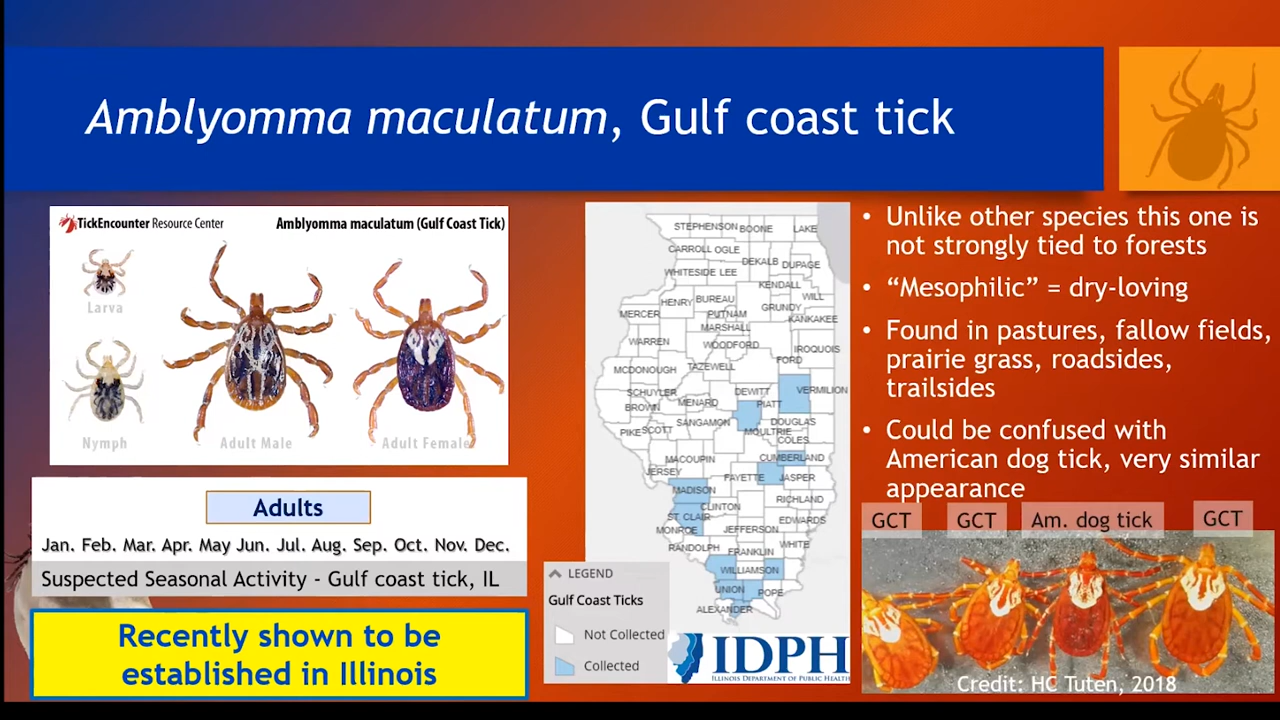 Amblyomma maculatum, Gulf coast tick
TickEncounter Resource Center
Amblyomma maculatum (Gulf Coast Tick)
Larva
Nymph
Adult Male
Adult Female
Adults
Jan. Feb. Mar. Apr. May Jun. Jul. Aug. Sep. Oct. Nov. Dec.
Suspected Seasonal Activity - Gulf coast tick, IL
Recently shown to be
established in Illinois
STEPHENSON BOONE LAKE
CARROLL OGLE
DEKALB DUPAGE
WHITESIDE LEE
KENDALL
HENRY BUREAU WILL
MERCER PUTNAM GRUNDY
KANKAKEE
MARSHALL
WARREN WOODFORD IROQUOIS
FORD
MCDONOUGH TAZEWELL
SCHUYLER DEWITT VERMILION
BROWN MENARD PIATT
PIKE SCOTT SANGAMON DOUGLAS
MOULTRIE
COLES
MACOUPIN CUMBERLAND
JERSEY FAYETTE JASPER
MADISON
CLINTON RICHLAND
ST CLAIR
MONROE JEFFERSON EDWARDS
RANDOLPH FRANKLIN WHITE
WILLIAMSON
UNION POPE
ALEXANDER
LEGEND
Gulf Coast Ticks
Not Collected
Collected
IDPH
ILLINOIS DEPARTMENT OF PUBLIC HEALTH
• Unlike other species this one is
not strongly tied to forests
• “Mesophilic” = dry-loving
• Found in pastures, fallow fields,
prairie grass, roadsides,
trailsides
• Could be confused with
American dog tick, very similar
appearance
GCT GCT Am. dog tick GCT
Credit: HC Tuten, 2018